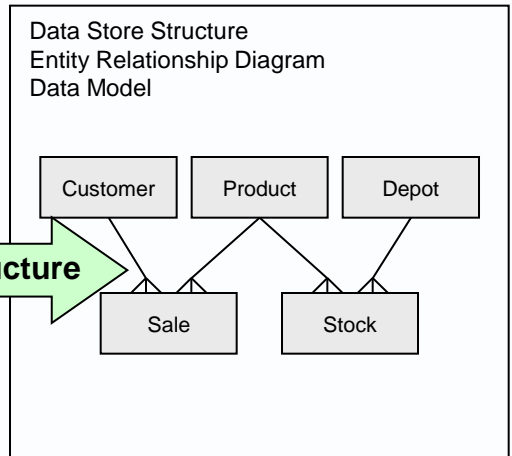 Data Store Structure
Entity Relationship Diagram
Data Model
Customer Product Depot
ucture
Sale Stock